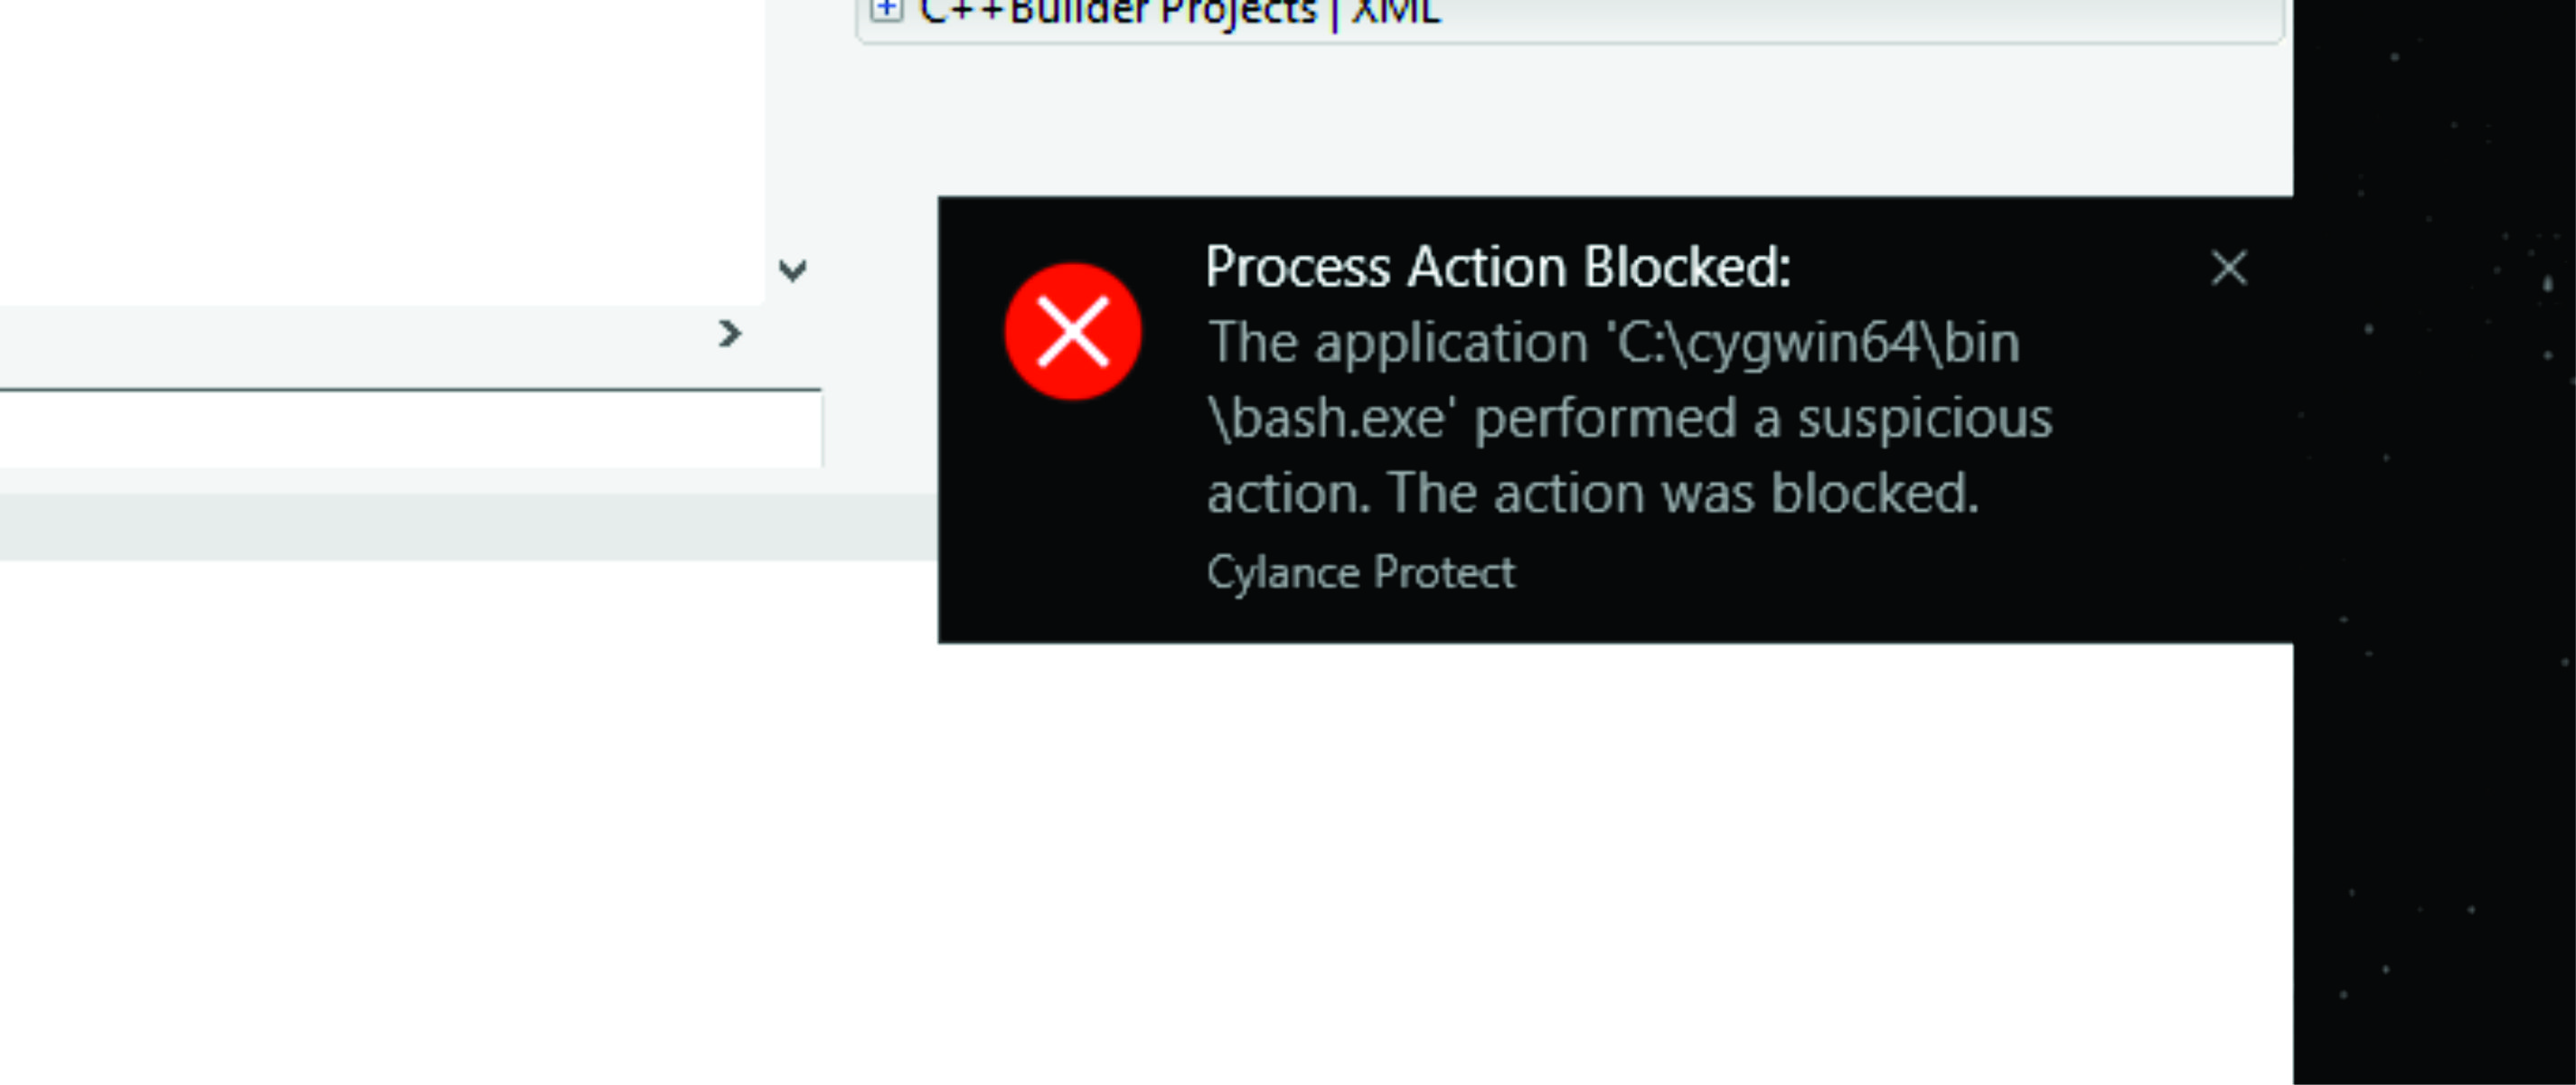 C++Builder Projects | XML
Process Action Blocked:
The application 'C:\cygwin64\bin
\bash.exe' performed a suspicious
action. The action was blocked.
Cylance Protect